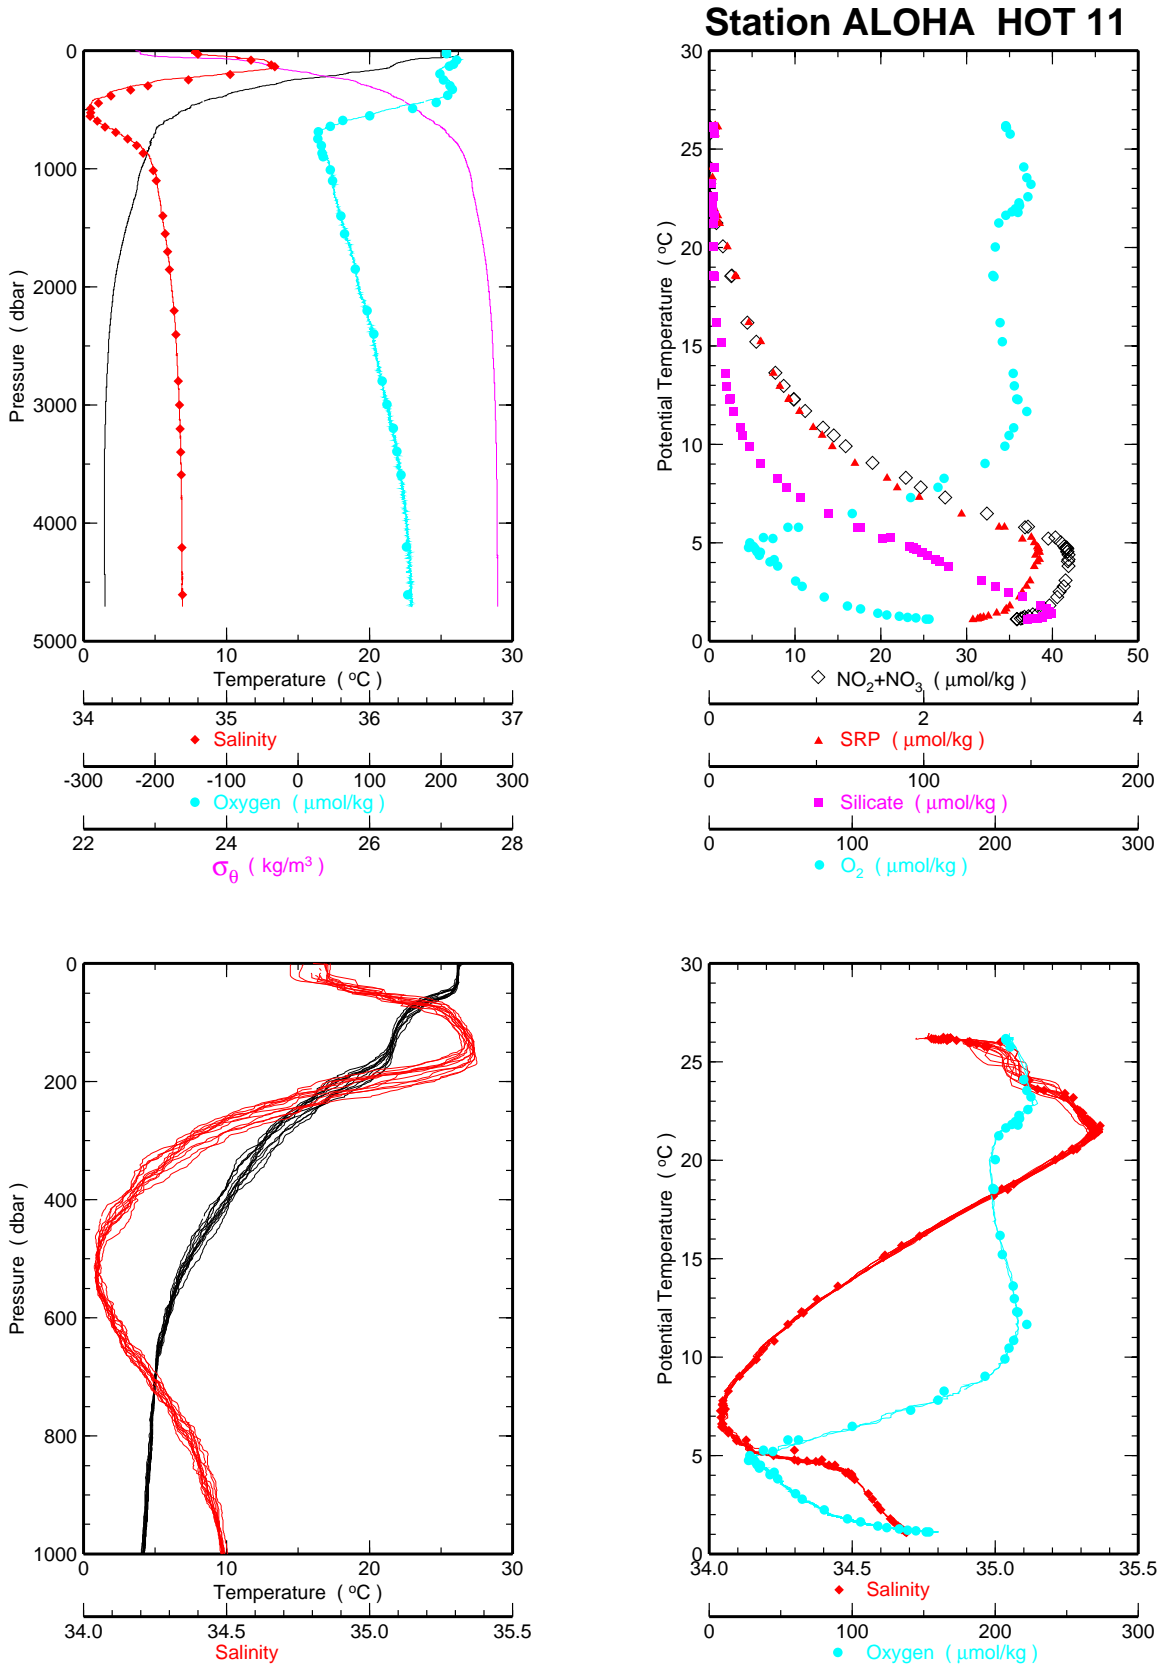 Station ALOHA HOT 11
0
1000
2000
3000
4000
5000
Pressure ( dbar )
0 10 20 30
Temperature ( °C )
34 35 36 37
Salinity
-300 -200 -100 0 100 200 300
Oxygen ( μmol/kg )
22 24 26 28
σθ ( kg/m³ )
30
25
20
15
10
5
0
Potential Temperature ( °C )
0 10 20 30 40 50
NO₂+NO₃ ( μmol/kg )
0 2 4
SRP ( μmol/kg )
0 100 200
Silicate ( μmol/kg )
0 100 200 300
O₂ ( μmol/kg )
0
200
400
600
800
1000
Pressure ( dbar )
0 10 20 30
Temperature ( °C )
34.0 34.5 35.0 35.5
Salinity
30
25
20
15
10
5
0
Potential Temperature ( °C )
34.0 34.5 35.0 35.5
Salinity
0 100 200 300
Oxygen ( μmol/kg )